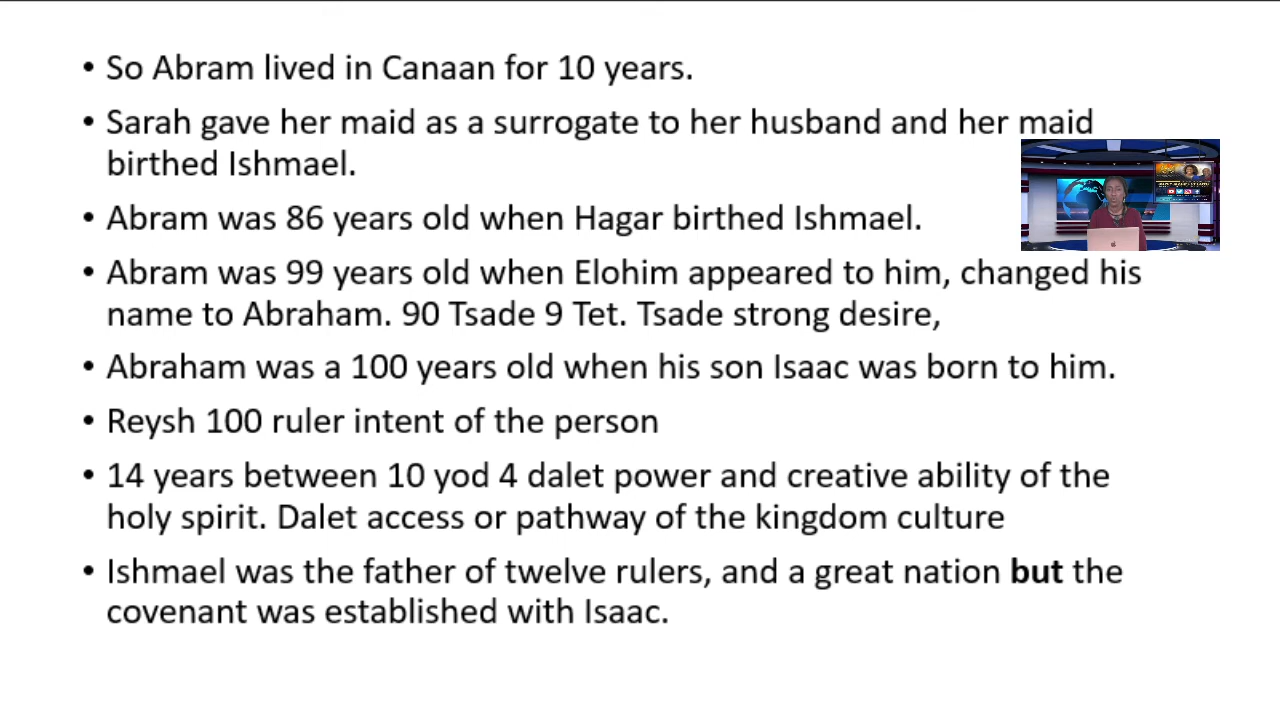 • So Abram lived in Canaan for 10 years.
• Sarah gave her maid as a surrogate to her husband and her maid
birthed Ishmael.
• Abram was 86 years old when Hagar birthed Ishmael.
• Abram was 99 years old when Elohim appeared to him, changed his
name to Abraham. 90 Tsade 9 Tet. Tsade strong desire,
• Abraham was a 100 years old when his son Isaac was born to him.
• Reysh 100 ruler intent of the person
• 14 years between 10 yod 4 dalet power and creative ability of the
holy spirit. Dalet access or pathway of the kingdom culture
• Ishmael was the father of twelve rulers, and a great nation but the
covenant was established with Isaac.